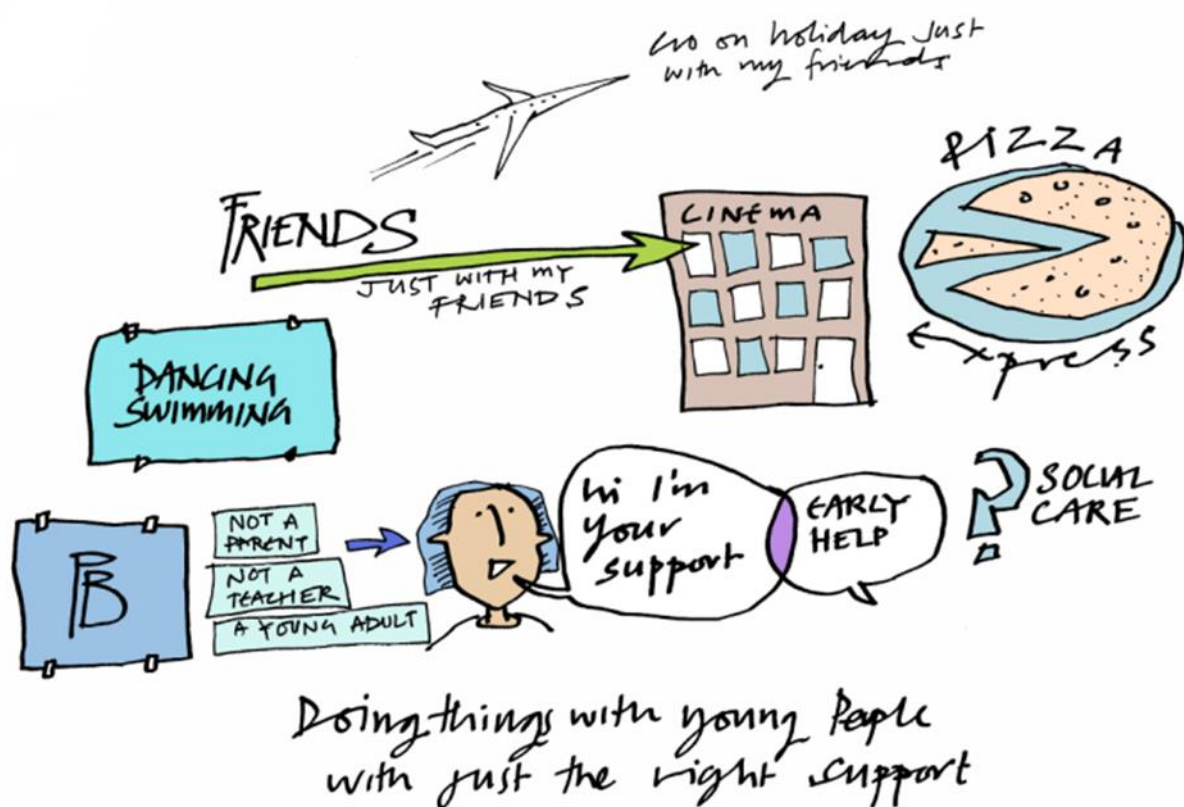 Go on holiday just
with my friends
FRIENDS
JUST WITH MY
FRIENDS
CINEMA
PIZZA
Express
DANCING
SWIMMING
PB
NOT A
PARENT
NOT A
TEACHER
A YOUNG ADULT
hi I'm
your
support
EARLY
HELP
? SOCIAL
CARE
Doing things with young People
with just the right support